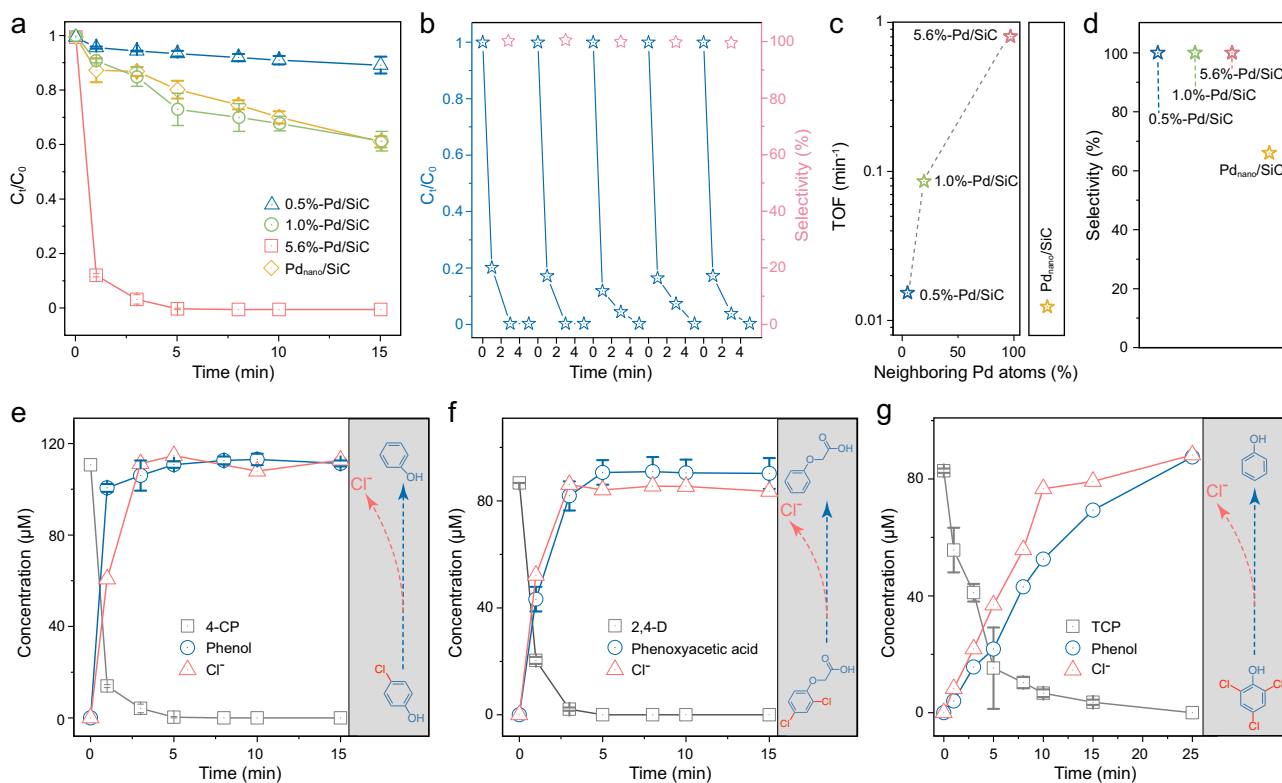 a
C_t/C_0
1
0.8
0.6
0.4
0.2
0
0.5%-Pd/SiC
1.0%-Pd/SiC
5.6%-Pd/SiC
Pd_nano/SiC
0 5 10 15
Time (min)
b
C_t/C_0
1
0.8
0.6
0.4
0.2
0
100
80
60
40
20
0
Selectivity (%)
0 2 4 0 2 4 0 2 4 0 2 4 0 2 4
Time (min)
c
TOF (min⁻¹)
1
0.1
0.01
5.6%-Pd/SiC
1.0%-Pd/SiC
0.5%-Pd/SiC
Pd_nano/SiC
0 50 100
Neighboring Pd atoms (%)
d
Selectivity (%)
100
80
60
40
20
0
5.6%-Pd/SiC
1.0%-Pd/SiC
0.5%-Pd/SiC
Pd_nano/SiC
e
Concentration (µM)
120
80
40
0
4-CP
Phenol
Cl⁻
0 5 10 15
Time (min)
OH
Cl⁻
Cl
OH
f
Concentration (µM)
120
80
40
0
2,4-D
Phenoxyacetic acid
Cl⁻
0 5 10 15
Time (min)
O
OH
O
Cl⁻
O
OH
O
Cl
Cl
g
Concentration (µM)
80
40
0
TCP
Phenol
Cl⁻
0 5 10 15 20 25
Time (min)
OH
Cl⁻
OH
Cl
Cl
Cl